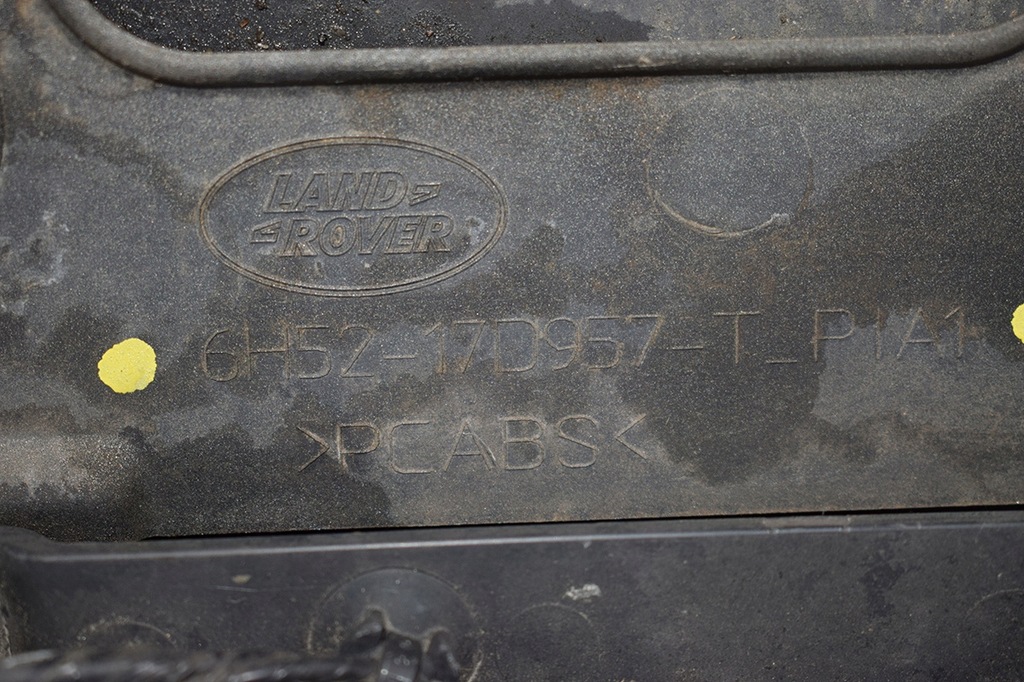 LAND
ROVER
6H52-17D957-T_P1A1
>PCABS<